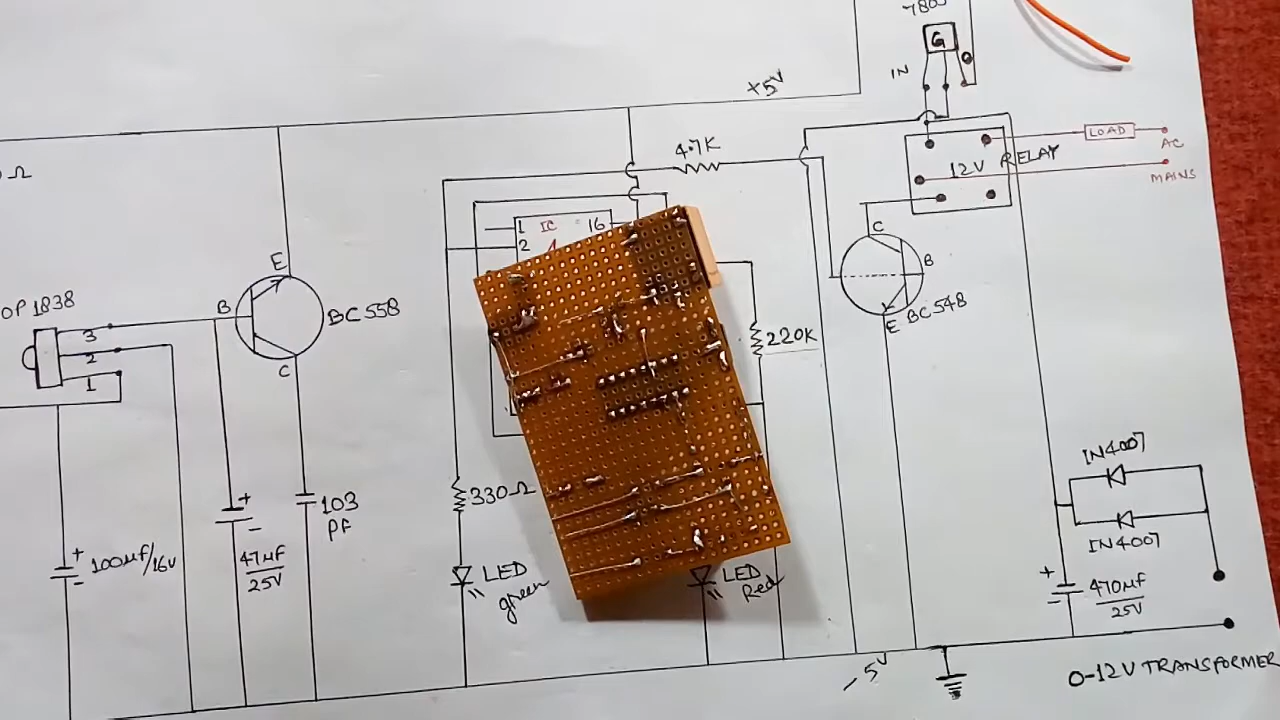 7805
G
IN
+5V
4.7K
12V RELAY
LOAD
AC
MAINS
Ω
1 IC 16
2
C
B
E BC548
OP1838
3
2
1
E
B
C
BC558
220K
330Ω
103
PF
+
-
47µF
25V
+
-
100µf/16V
LED
green
LED
Red
IN4007
IN4007
+
-
470µF
25V
-5V
0-12V TRANSFORMER